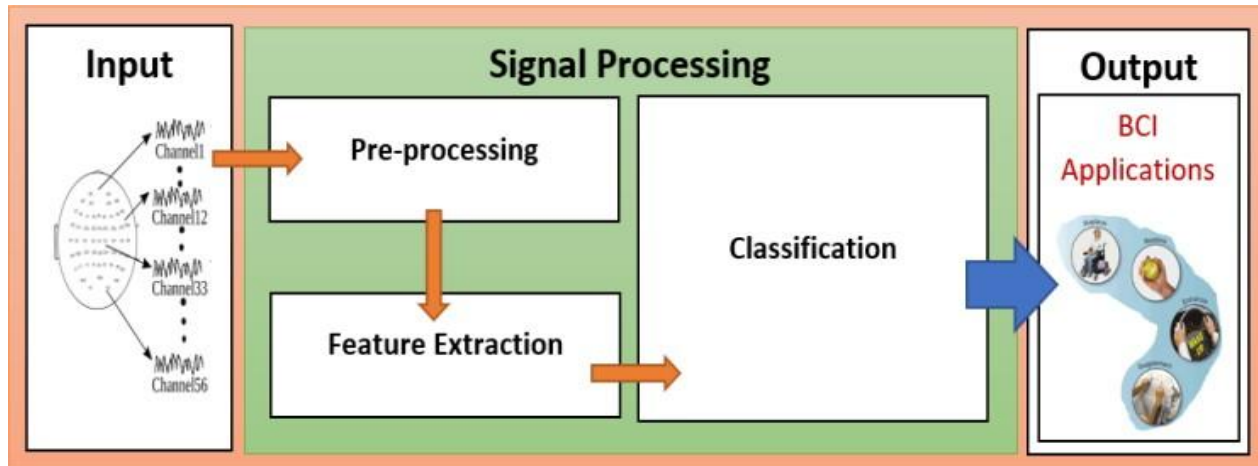 Input
Channel1
Channel12
Channel33
Channel56
Signal Processing
Pre-processing
Feature Extraction
Classification
Output
BCI
Applications